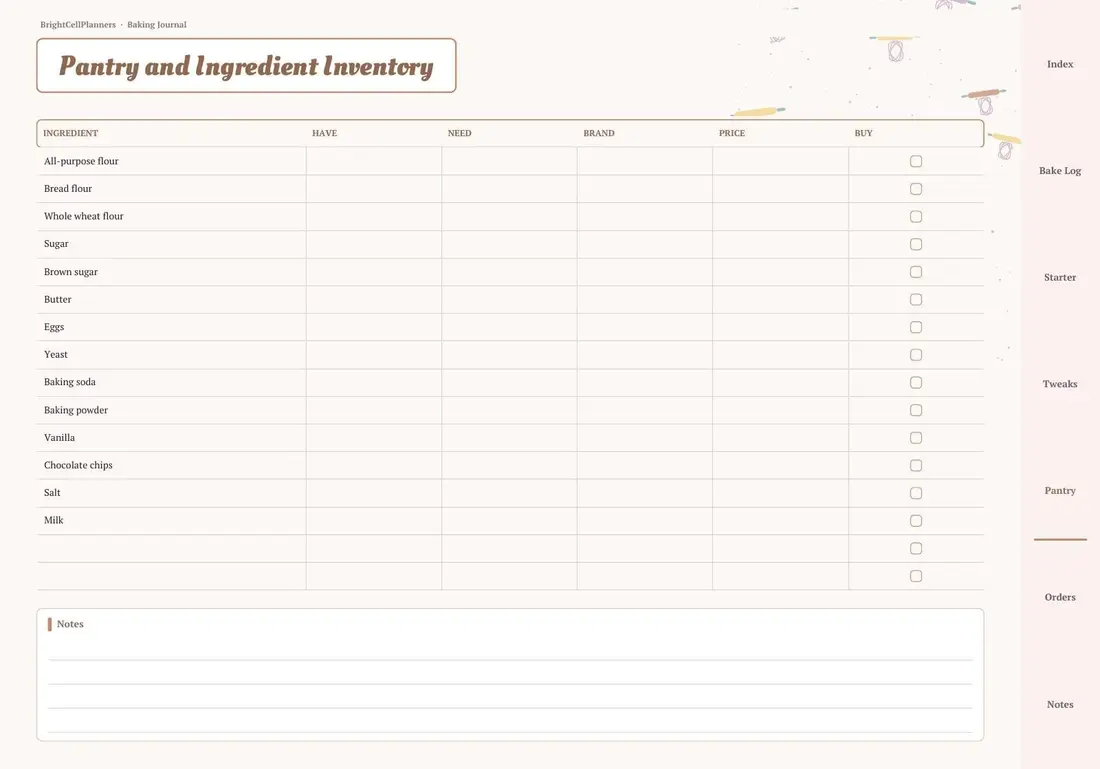 BrightCellPlanners · Baking Journal
Pantry and Ingredient Inventory
INGREDIENT HAVE NEED BRAND PRICE BUY
All-purpose flour
Bread flour
Whole wheat flour
Sugar
Brown sugar
Butter
Eggs
Yeast
Baking soda
Baking powder
Vanilla
Chocolate chips
Salt
Milk
Notes
Index
Bake Log
Starter
Tweaks
Pantry
Orders
Notes